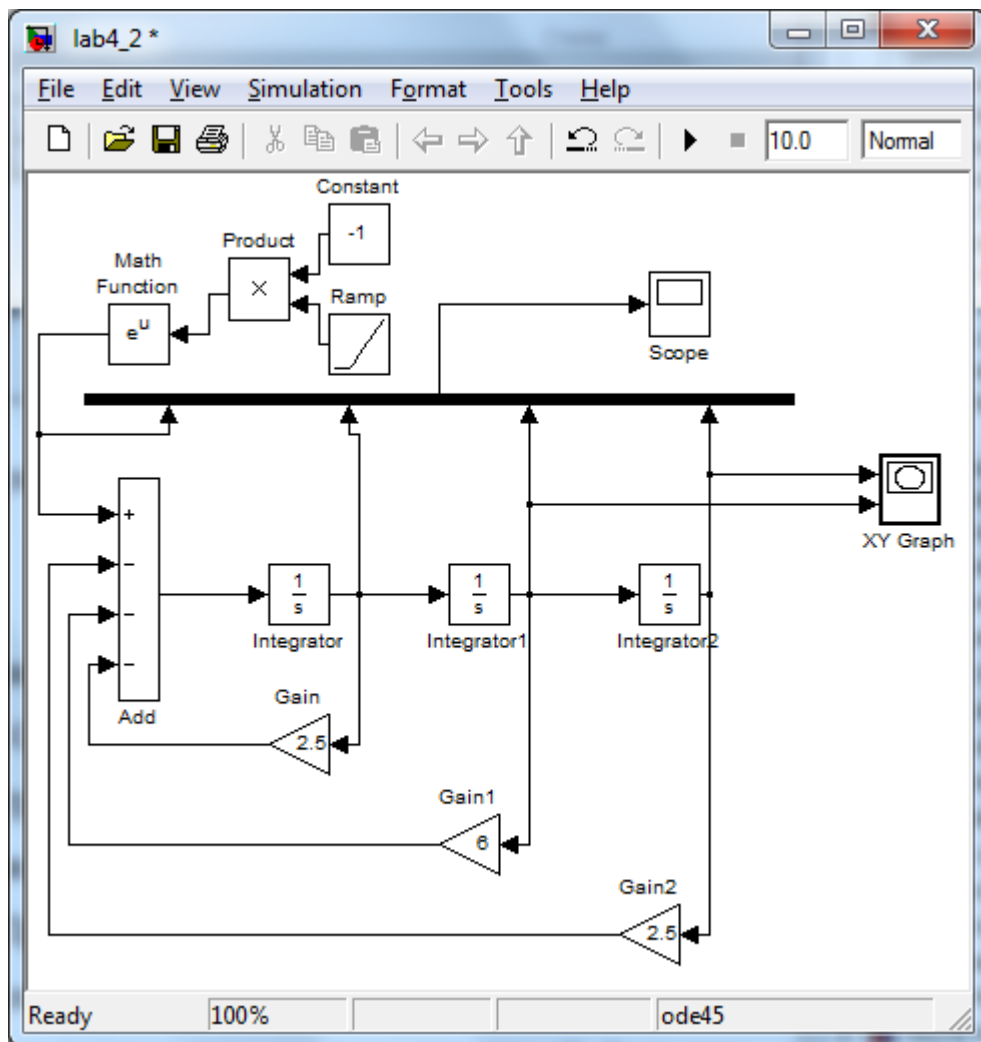 lab4_2 *
File Edit View Simulation Format Tools Help
10.0 Normal
Constant
-1
Product
×
Math
Function
e^u
Ramp
Scope
+
−
−
−
Add
1
s
Integrator
1
s
Integrator1
1
s
Integrator2
XY Graph
Gain
2.5
Gain1
6
Gain2
2.5
Ready 100% ode45